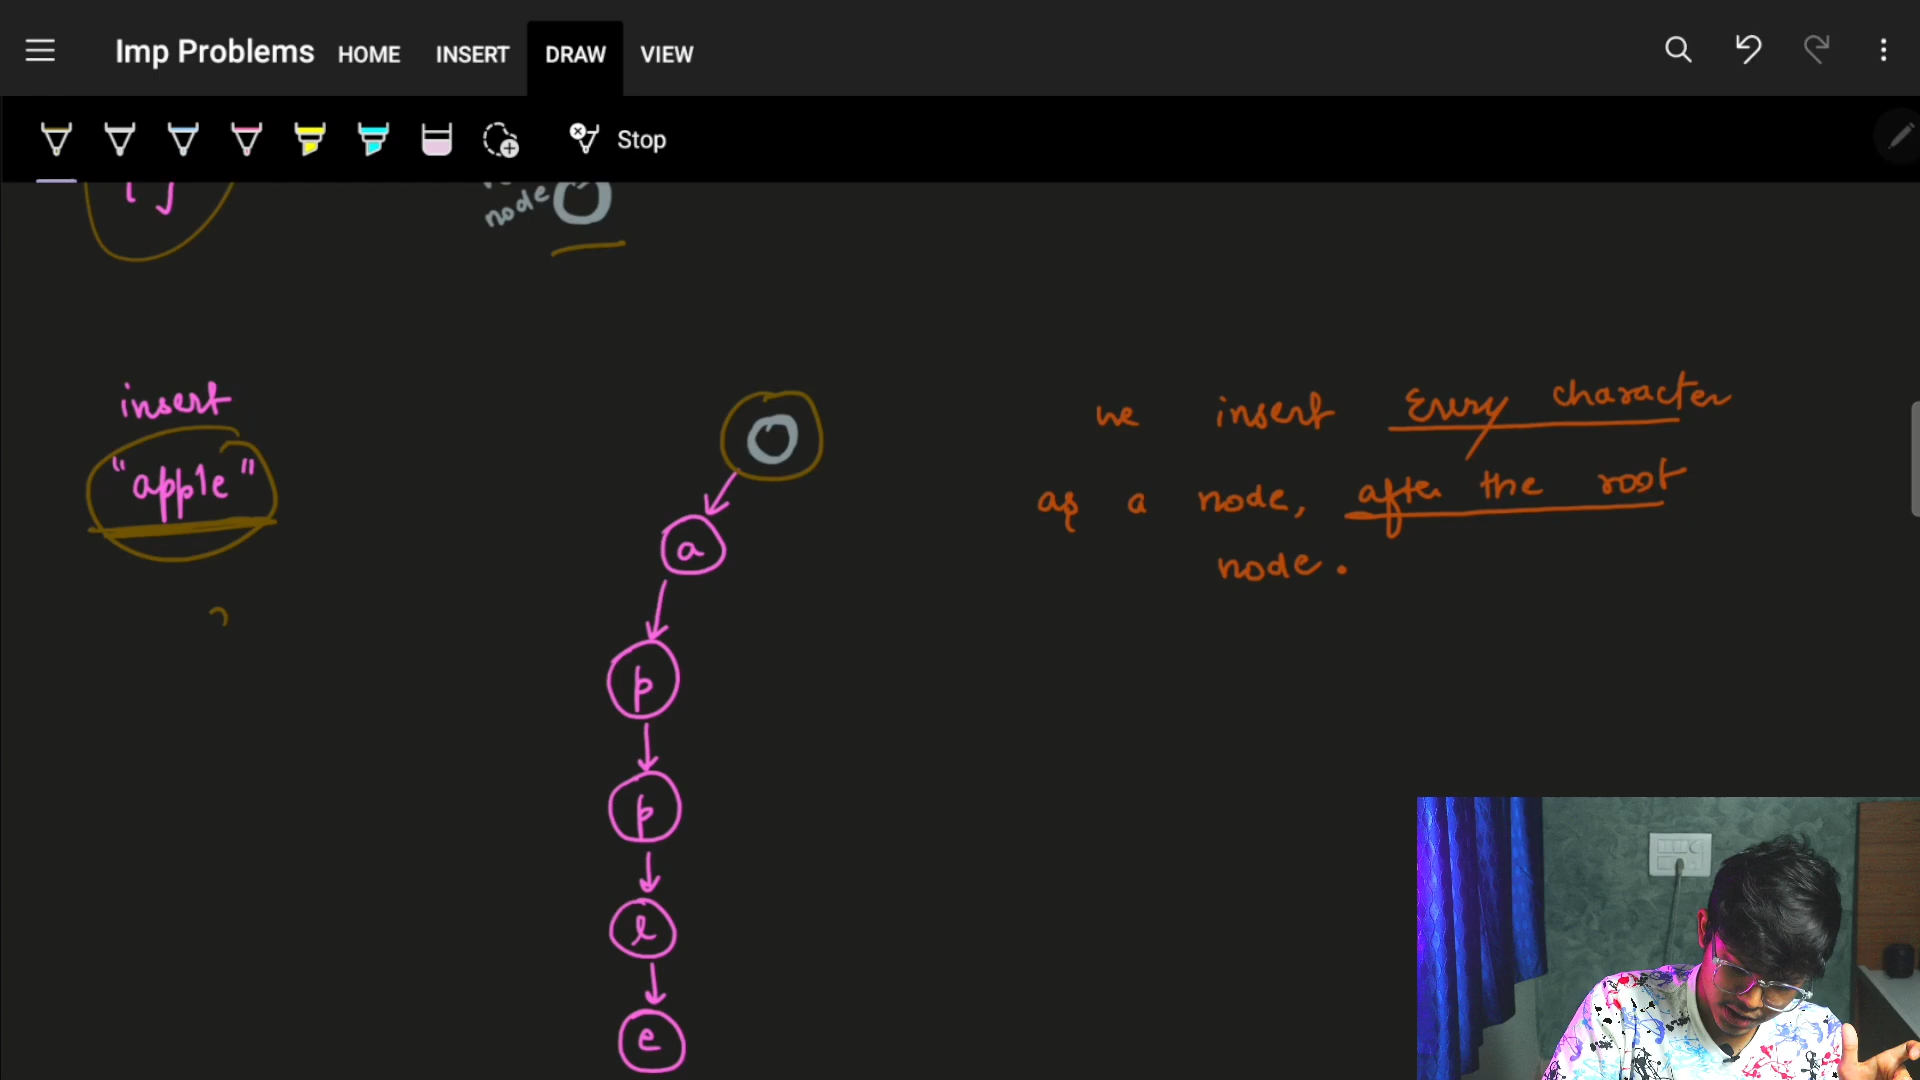 Imp Problems HOME INSERT DRAW VIEW
Stop
node
insert
"apple"
a
p
p
l
e
we insert Every character
as a node, after the root
node.